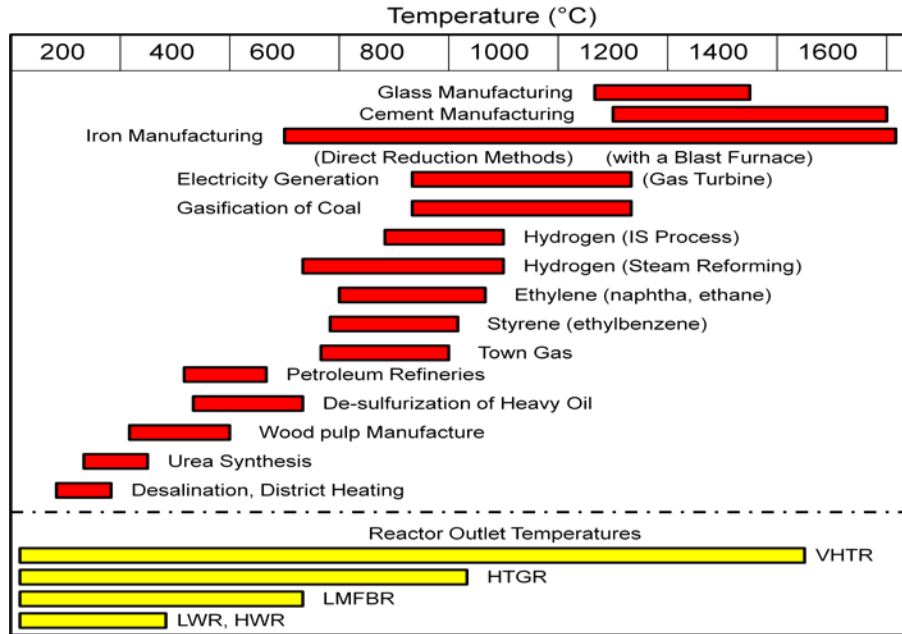 Temperature (°C)
200 400 600 800 1000 1200 1400 1600
Glass Manufacturing
Cement Manufacturing
Iron Manufacturing
(Direct Reduction Methods) (with a Blast Furnace)
Electricity Generation (Gas Turbine)
Gasification of Coal
Hydrogen (IS Process)
Hydrogen (Steam Reforming)
Ethylene (naphtha, ethane)
Styrene (ethylbenzene)
Town Gas
Petroleum Refineries
De-sulfurization of Heavy Oil
Wood pulp Manufacture
Urea Synthesis
Desalination, District Heating
Reactor Outlet Temperatures
VHTR
HTGR
LMFBR
LWR, HWR